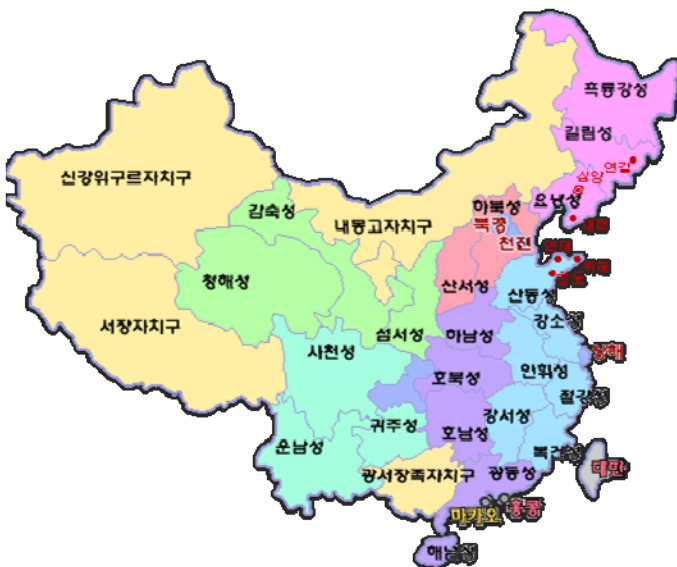 흑룡강성
길림성
연길
심양
요녕성
대련
신강위구르자치구
감숙성
내몽고자치구
하북성
북경
천진
연태
위해
청도
청해성
산서성
산동성
서장자치구
섬서성
하남성
강소성
상해
사천성
호북성
안휘성
절강성
귀주성
호남성
강서성
운남성
복건성
대만
광서장족자치구
광동성
마카오
홍콩
해남성